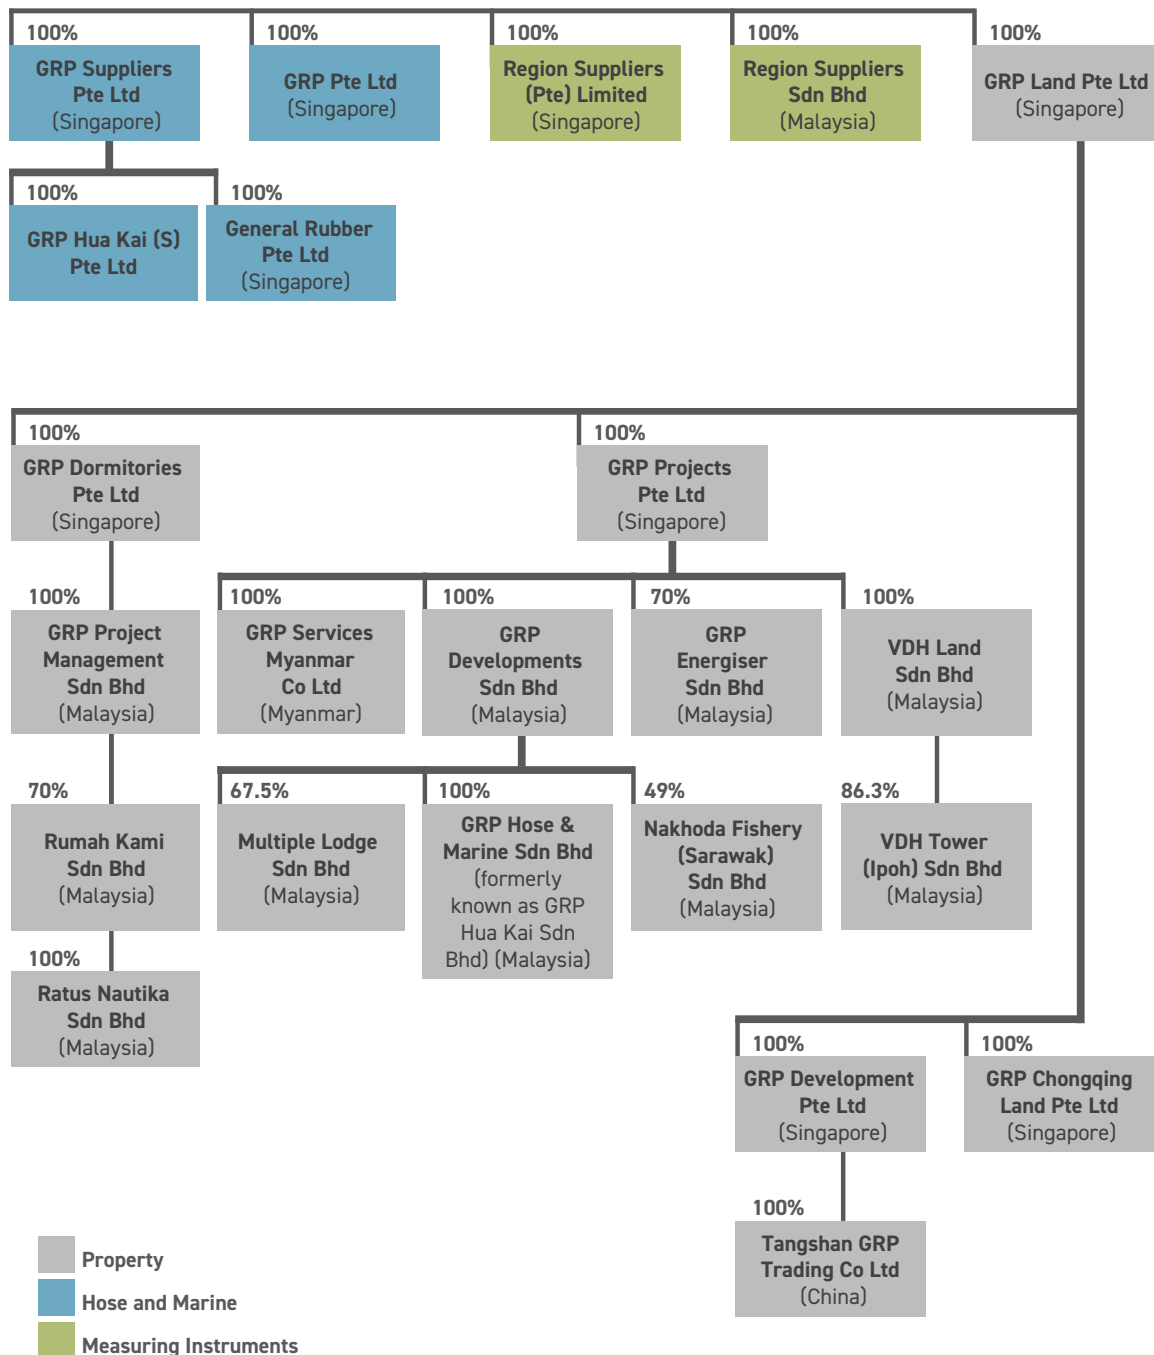 100%
GRP Suppliers
Pte Ltd
(Singapore)
100%
GRP Pte Ltd
(Singapore)
100%
Region Suppliers
(Pte) Limited
(Singapore)
100%
Region Suppliers
Sdn Bhd
(Malaysia)
100%
GRP Land Pte Ltd
(Singapore)
100%
GRP Hua Kai (S)
Pte Ltd
100%
General Rubber
Pte Ltd
(Singapore)
100%
GRP Dormitories
Pte Ltd
(Singapore)
100%
GRP Projects
Pte Ltd
(Singapore)
100%
GRP Project
Management
Sdn Bhd
(Malaysia)
100%
GRP Services
Myanmar
Co Ltd
(Myanmar)
100%
GRP
Developments
Sdn Bhd
(Malaysia)
70%
GRP
Energiser
Sdn Bhd
(Malaysia)
100%
VDH Land
Sdn Bhd
(Malaysia)
70%
Rumah Kami
Sdn Bhd
(Malaysia)
67.5%
Multiple Lodge
Sdn Bhd
(Malaysia)
100%
GRP Hose &
Marine Sdn Bhd
(formerly
known as GRP
Hua Kai Sdn
Bhd) (Malaysia)
49%
Nakhoda Fishery
(Sarawak)
Sdn Bhd
(Malaysia)
86.3%
VDH Tower
(Ipoh) Sdn Bhd
(Malaysia)
100%
Ratus Nautika
Sdn Bhd
(Malaysia)
100%
GRP Development
Pte Ltd
(Singapore)
100%
GRP Chongqing
Land Pte Ltd
(Singapore)
100%
Tangshan GRP
Trading Co Ltd
(China)
Property
Hose and Marine
Measuring Instruments